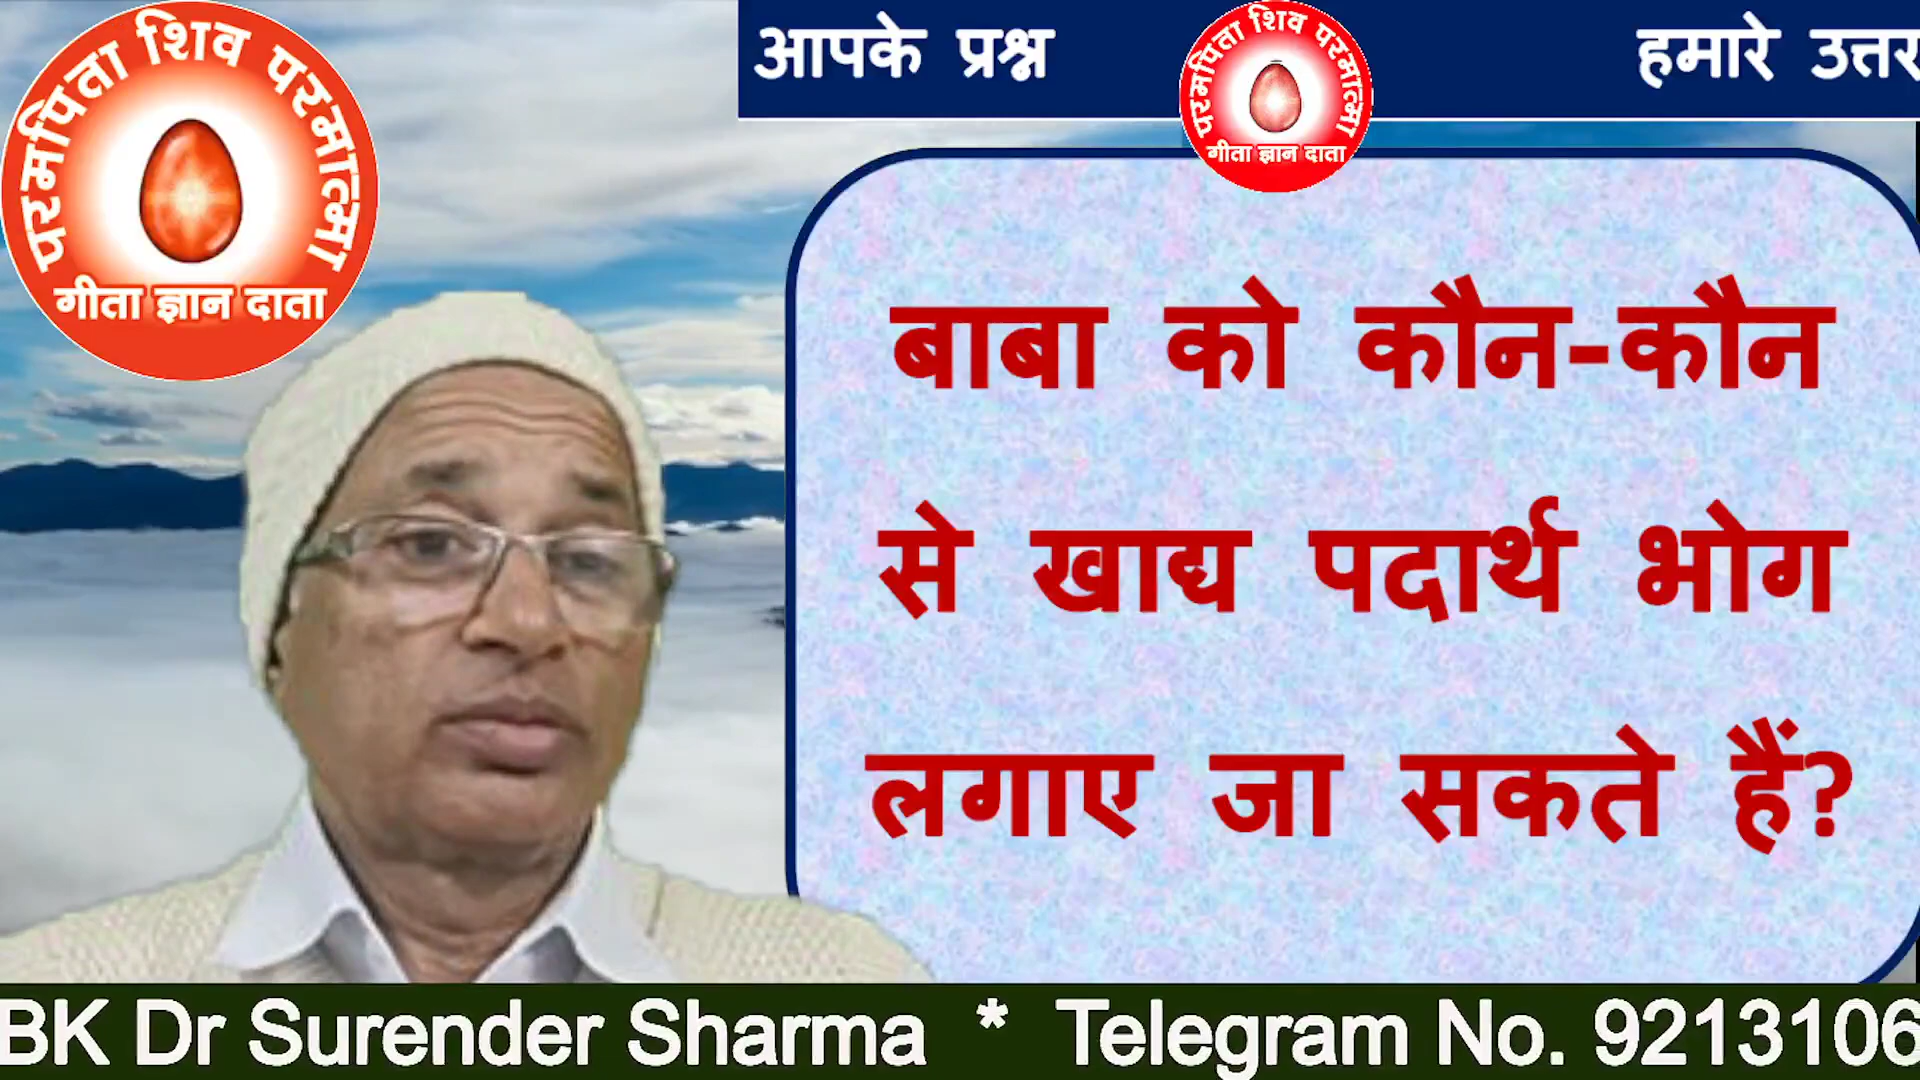 परमपिता शिव परमात्मा
गीता ज्ञान दाता
आपके प्रश्न
परमपिता शिव परमात्मा
गीता ज्ञान दाता
हमारे उत्तर
बाबा को कौन-कौन
से खाद्य पदार्थ भोग
लगाए जा सकते हैं?
BK Dr Surender Sharma * Telegram No. 9213106